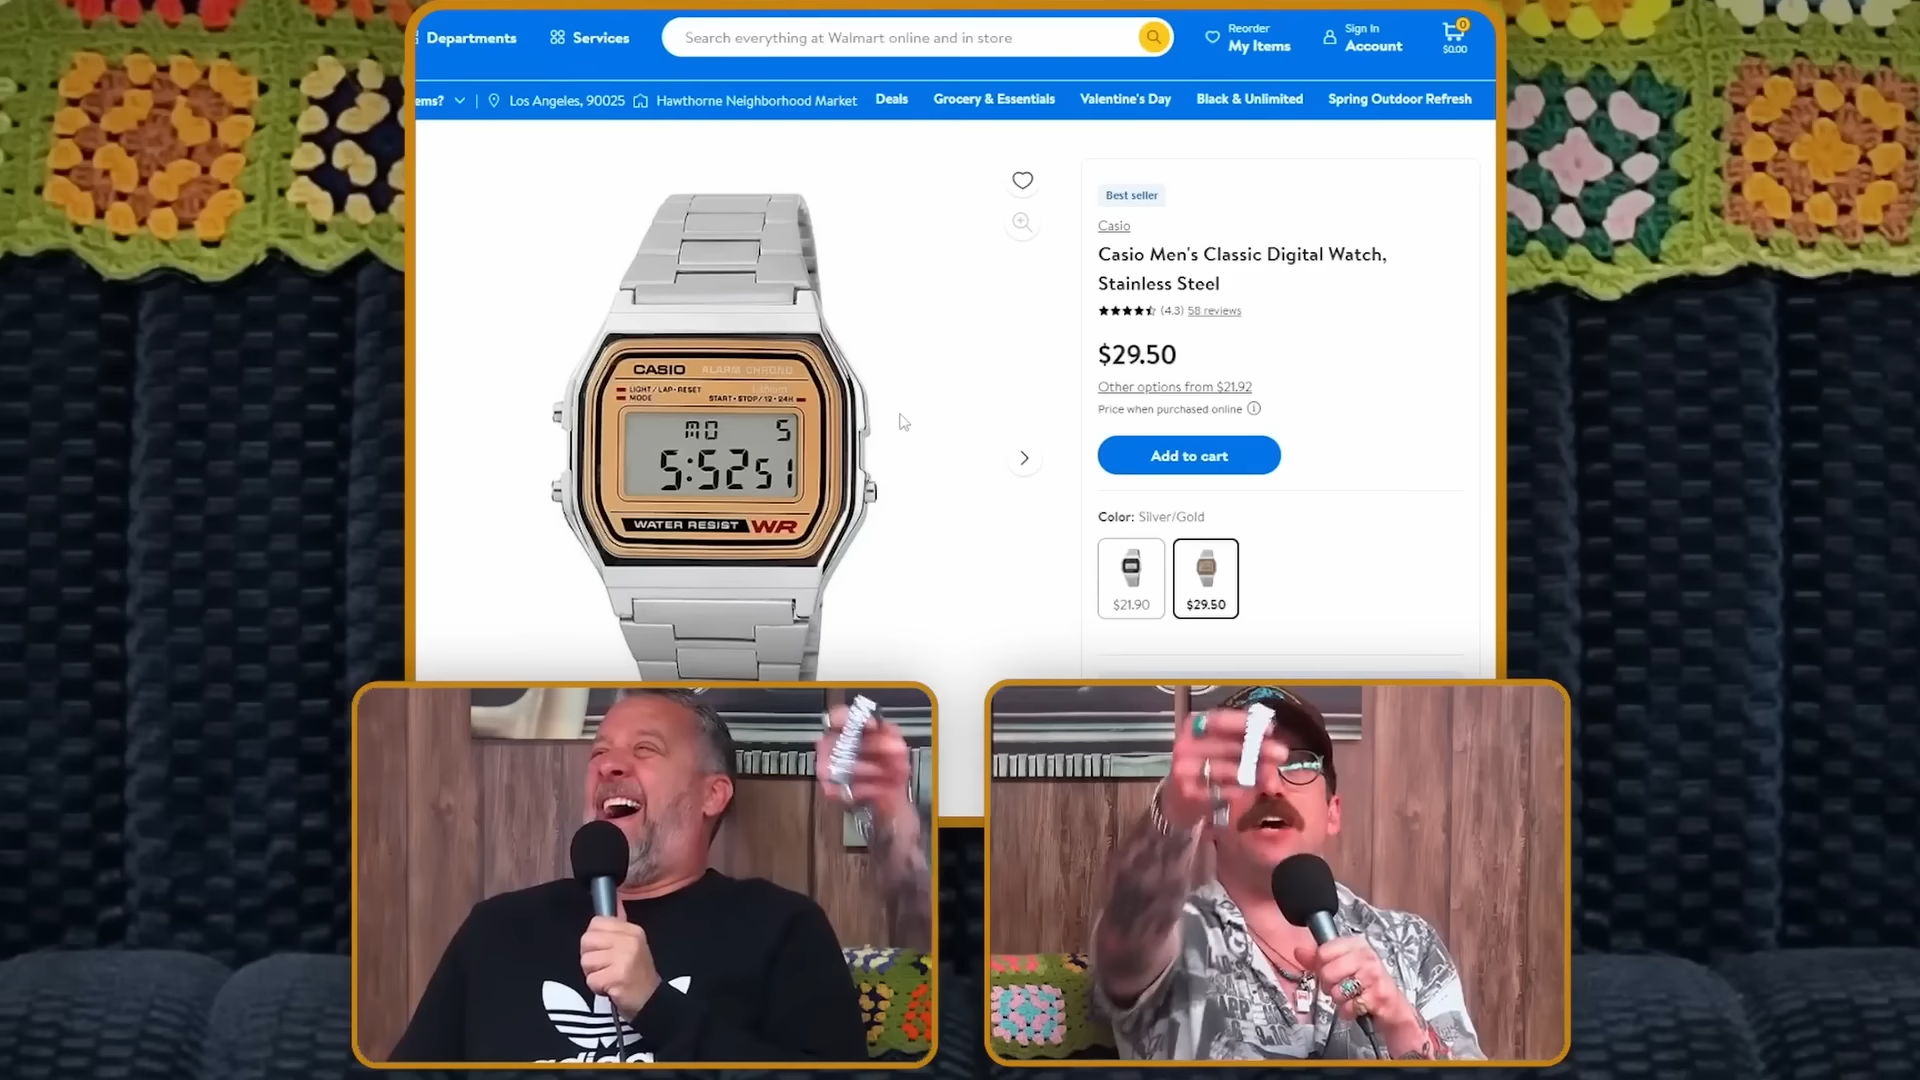 Departments
Services
Search everything at Walmart online and in store
Reorder
My Items
Sign In
Account
0
$0.00
ems?
Los Angeles, 90025
Hawthorne Neighborhood Market
Deals
Grocery & Essentials
Valentine's Day
Black & Unlimited
Spring Outdoor Refresh
Best seller
Casio
Casio Men's Classic Digital Watch,
Stainless Steel
(4.3) 58 reviews
$29.50
Other options from $21.92
Price when purchased online
Add to cart
Color: Silver/Gold
$21.90
$29.50
CASIO ALARM CHRONO
LIGHT/LAP-RESET Lithium
MODE START•STOP/12•24H
MO 5
5:52 51
WATER RESIST WR
adidas